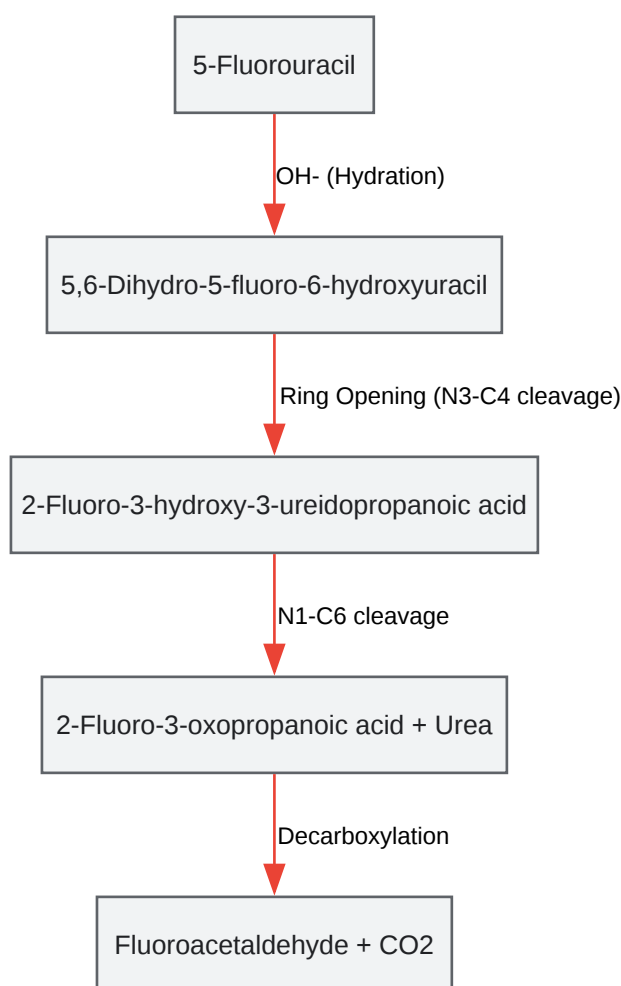 5-Fluorouracil
OH- (Hydration)
5,6-Dihydro-5-fluoro-6-hydroxyuracil
Ring Opening (N3-C4 cleavage)
2-Fluoro-3-hydroxy-3-ureidopropanoic acid
N1-C6 cleavage
2-Fluoro-3-oxopropanoic acid + Urea
Decarboxylation
Fluoroacetaldehyde + CO2